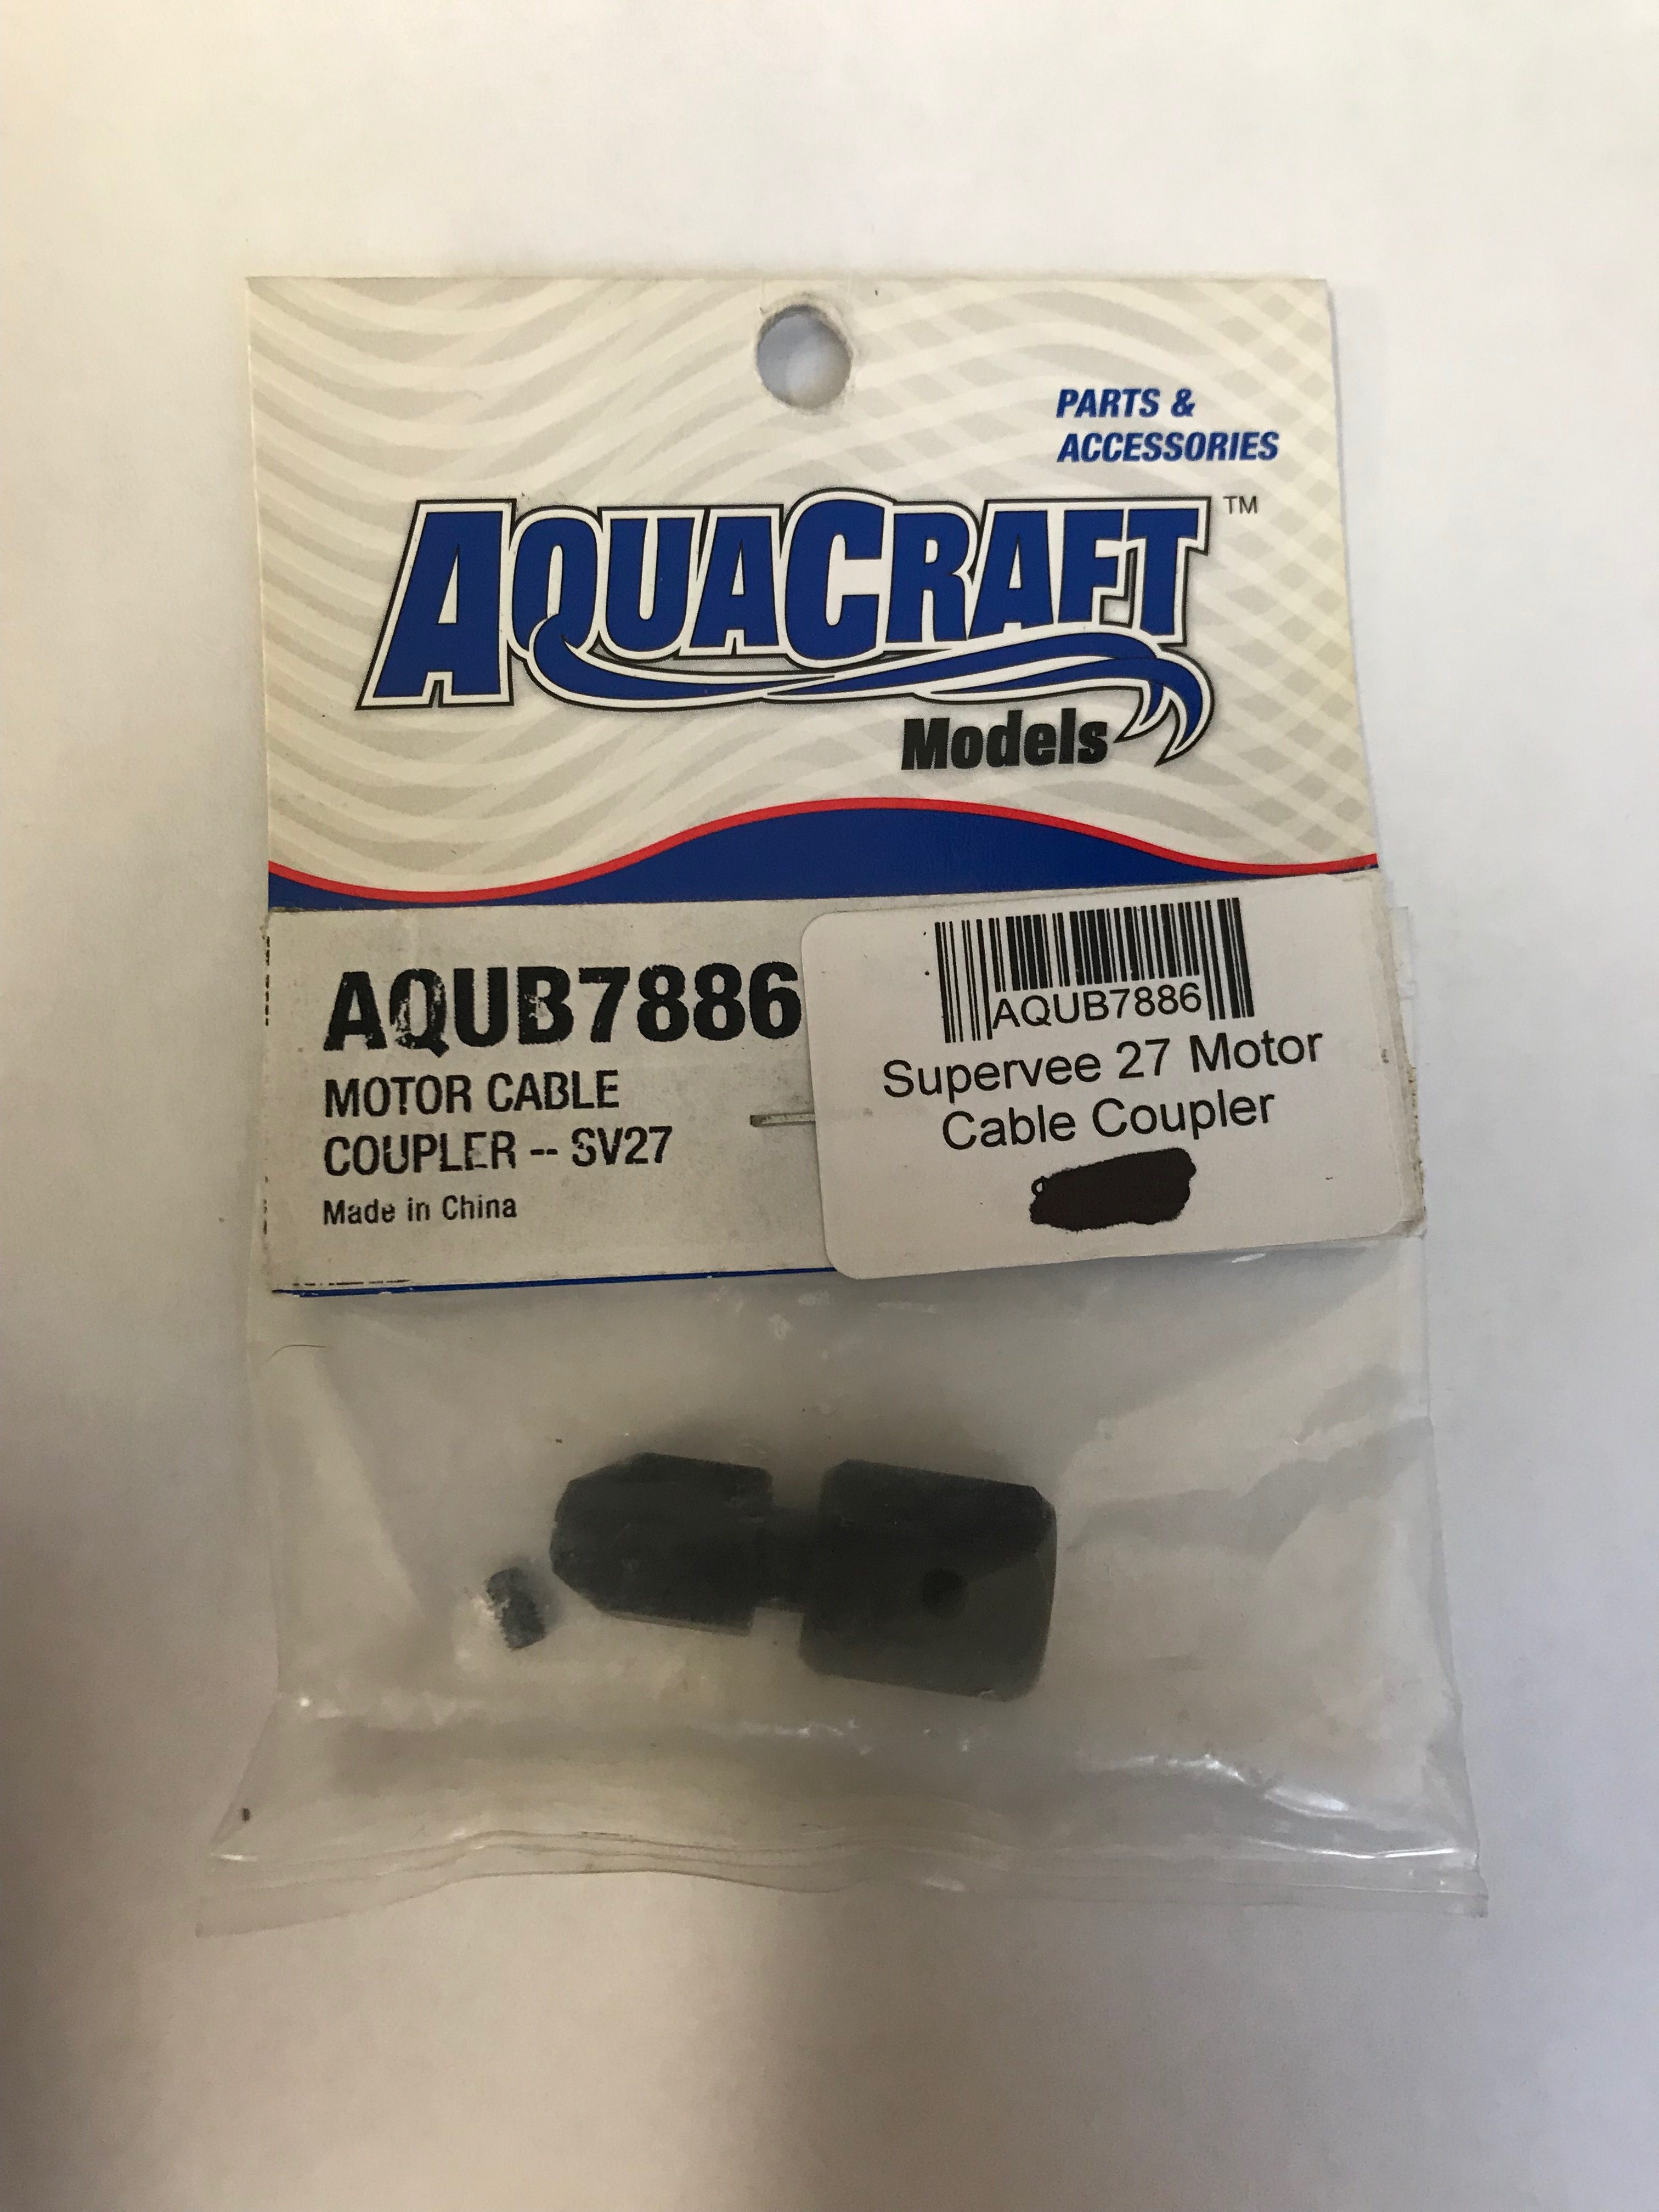 PARTS &
ACCESSORIES
AQUACRAFT™
Models
AQUB7886
MOTOR CABLE
COUPLER -- SV27
Made in China
AQUB7886
Supervee 27 Motor
Cable Coupler